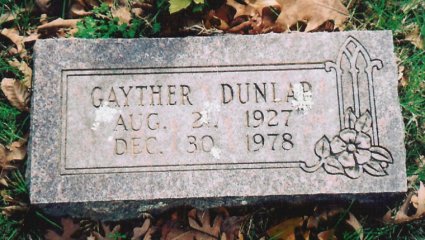 GAYTHER DUNLAP
AUG. 1927
DEC. 30 1978